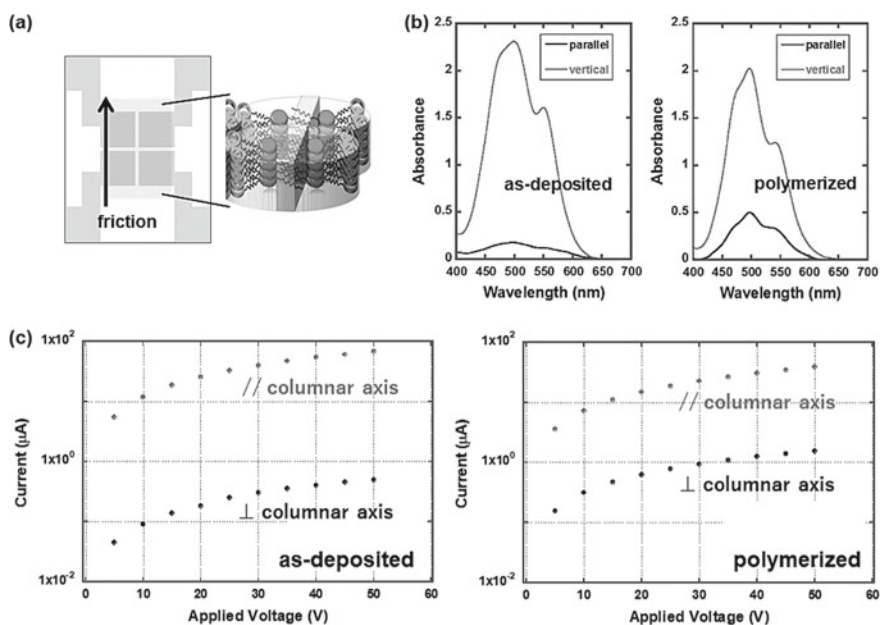 (a)
friction
(b)
Absorbance
2.5
2
1.5
1
0.5
0
parallel
vertical
as-deposited
400 450 500 550 600 650 700
Wavelength (nm)
Absorbance
2.5
2
1.5
1
0.5
0
parallel
vertical
polymerized
400 450 500 550 600 650 700
Wavelength (nm)
(c)
Current (μA)
1x10²
1x10⁰
1x10⁻²
// columnar axis
⊥ columnar axis
as-deposited
0 10 20 30 40 50 60
Applied Voltage (V)
Current (μA)
1x10²
1x10⁰
1x10⁻²
// columnar axis
⊥ columnar axis
polymerized
0 10 20 30 40 50 60
Applied Voltage (V)